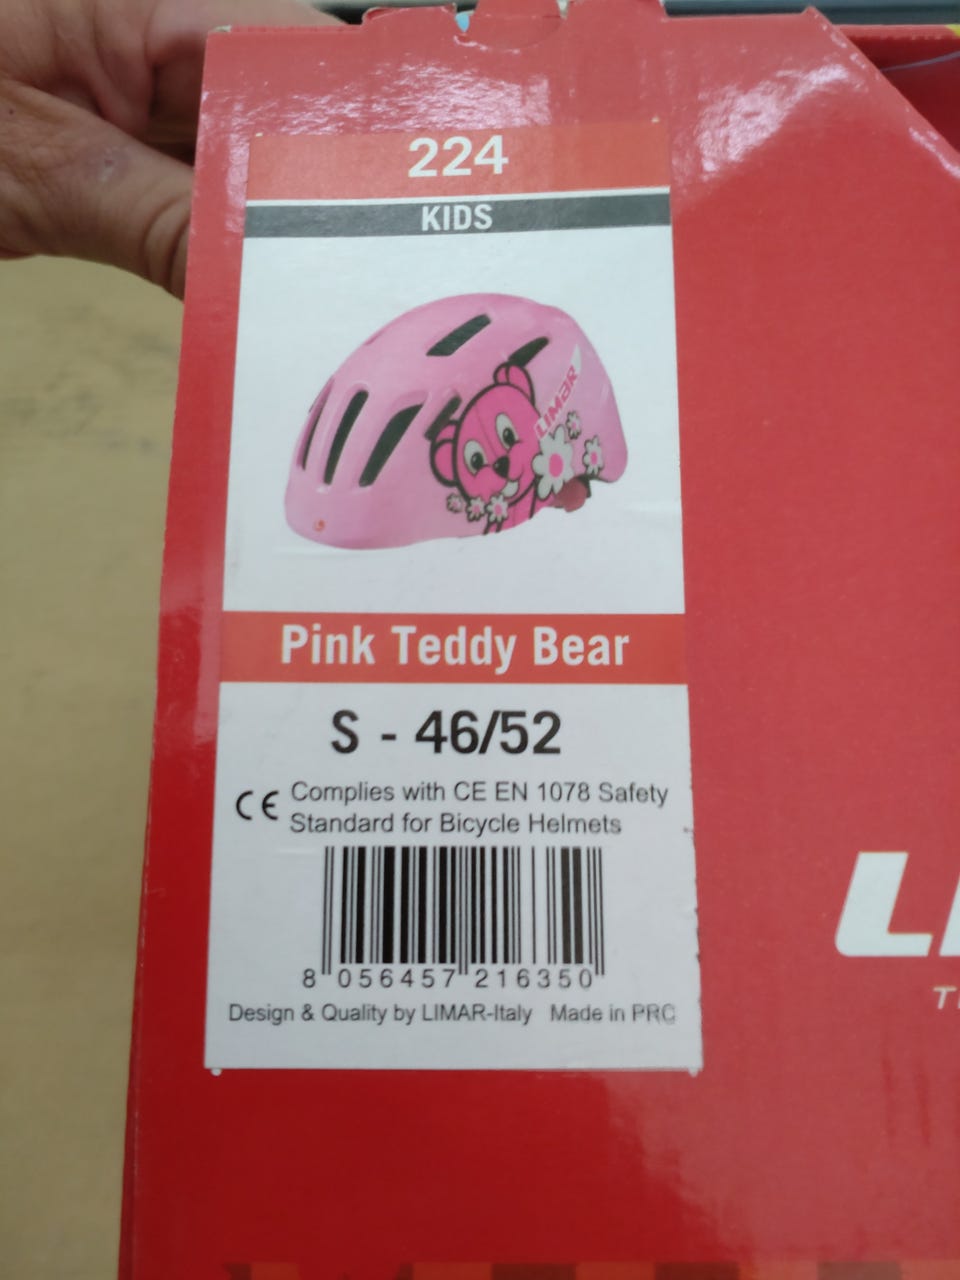 224
KIDS
LIMAR
Pink Teddy Bear
S - 46/52
CE Complies with CE EN 1078 Safety
Standard for Bicycle Helmets
8 056457 216350
Design & Quality by LIMAR-Italy Made in PRC